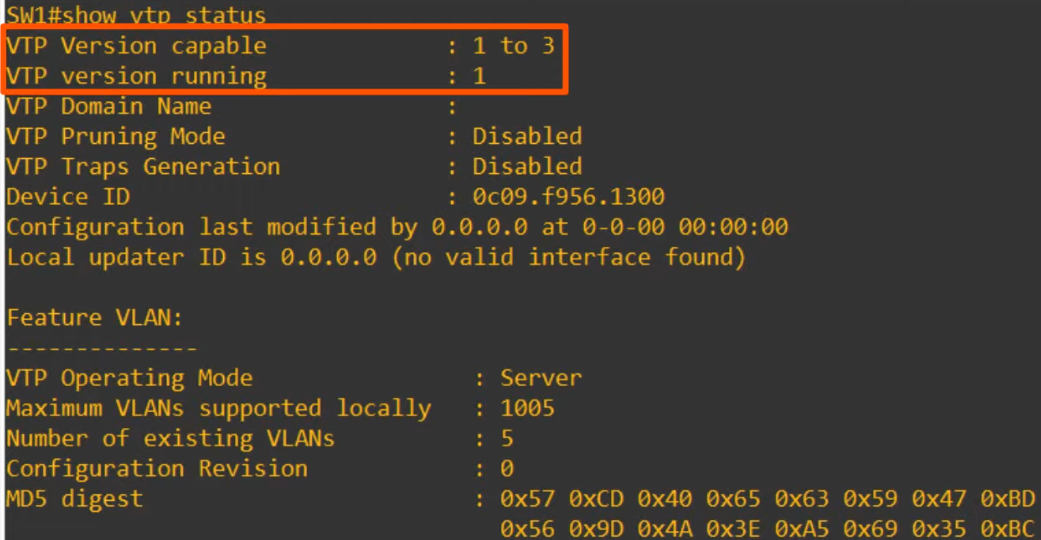 SW1#show vtp status
VTP Version capable : 1 to 3
VTP version running : 1
VTP Domain Name :
VTP Pruning Mode : Disabled
VTP Traps Generation : Disabled
Device ID : 0c09.f956.1300
Configuration last modified by 0.0.0.0 at 0-0-00 00:00:00
Local updater ID is 0.0.0.0 (no valid interface found)
Feature VLAN:
--------------
VTP Operating Mode : Server
Maximum VLANs supported locally : 1005
Number of existing VLANs : 5
Configuration Revision : 0
MD5 digest : 0x57 0xCD 0x40 0x65 0x63 0x59 0x47 0xBD
0x56 0x9D 0x4A 0x3E 0xA5 0x69 0x35 0xBC